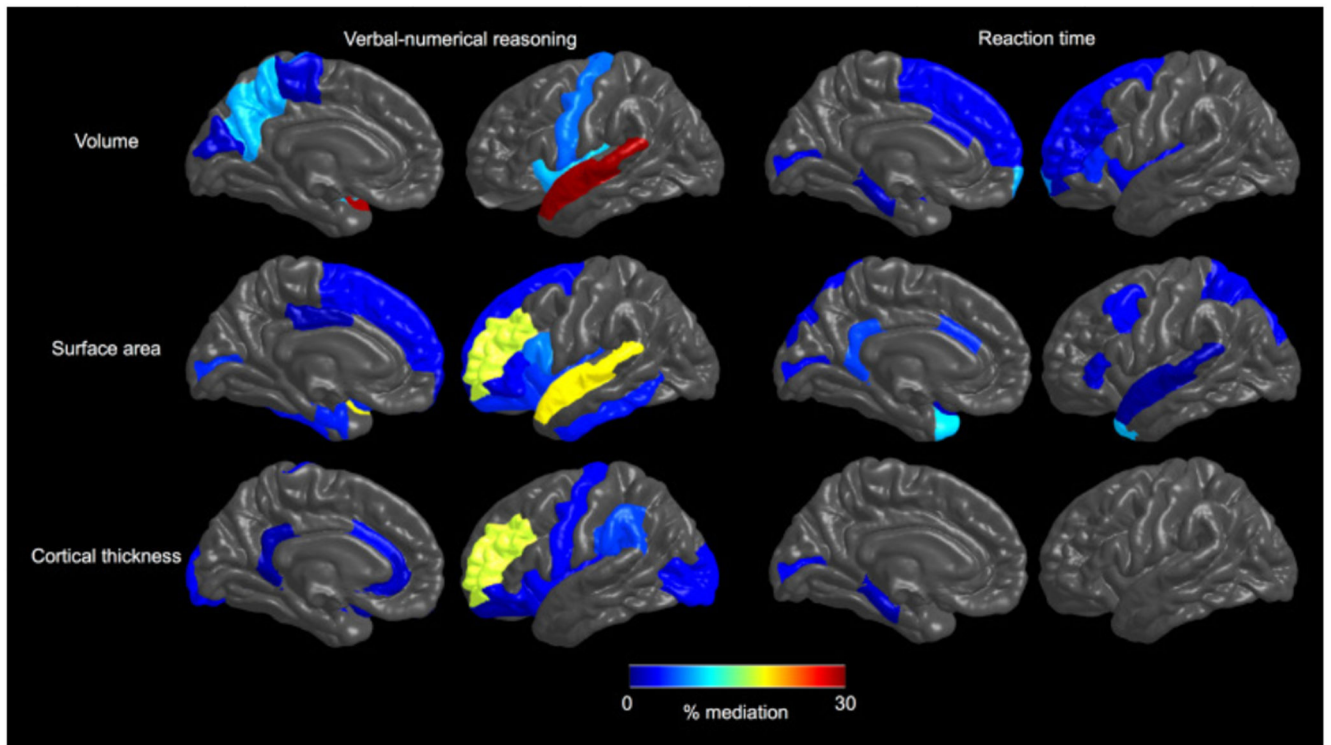 Verbal-numerical reasoning
Reaction time
Volume
Surface area
Cortical thickness
0
30
% mediation